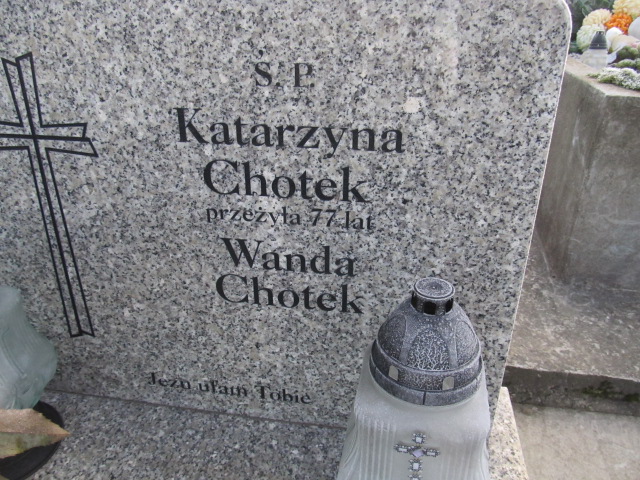 Ś. P.
Katarzyna
Chotek
przeżyła 77 lat
Wanda
Chotek
Jezu ufam Tobie